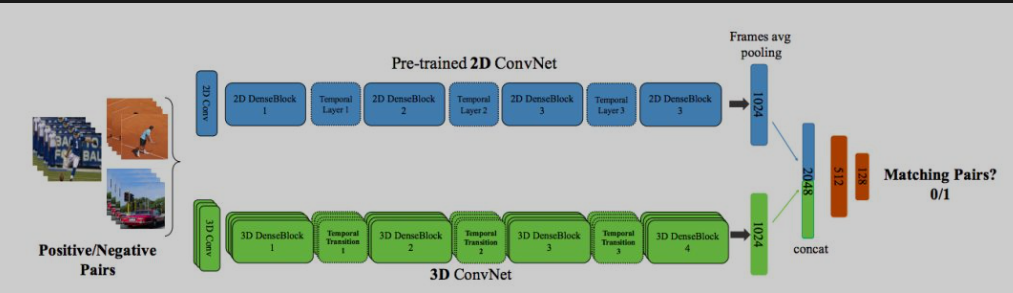 Frames avg
pooling
Pre-trained 2D ConvNet
2D Conv
2D DenseBlock
1
Temporal
Layer 1
2D DenseBlock
2
Temporal
Layer 2
2D DenseBlock
3
Temporal
Layer 3
2D DenseBlock
3
1024
3D Conv
3D DenseBlock
1
Temporal
Transition
1
3D DenseBlock
2
Temporal
Transition
2
3D DenseBlock
3
Temporal
Transition
3
3D DenseBlock
4
1024
3D ConvNet
2048
concat
512
128
Matching Pairs?
0/1
Positive/Negative
Pairs